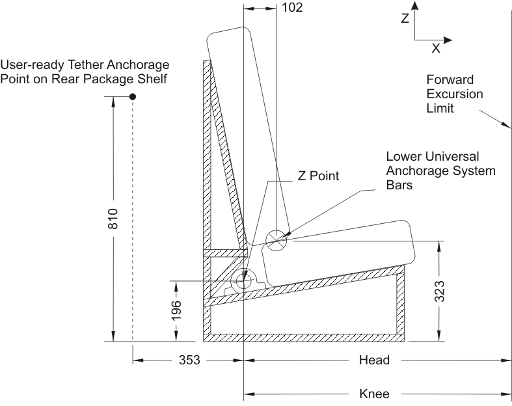 102
Z
X
User-ready Tether Anchorage
Point on Rear Package Shelf
Forward
Excursion
Limit
Lower Universal
Anchorage System
Bars
Z Point
810
196
323
353
Head
Knee